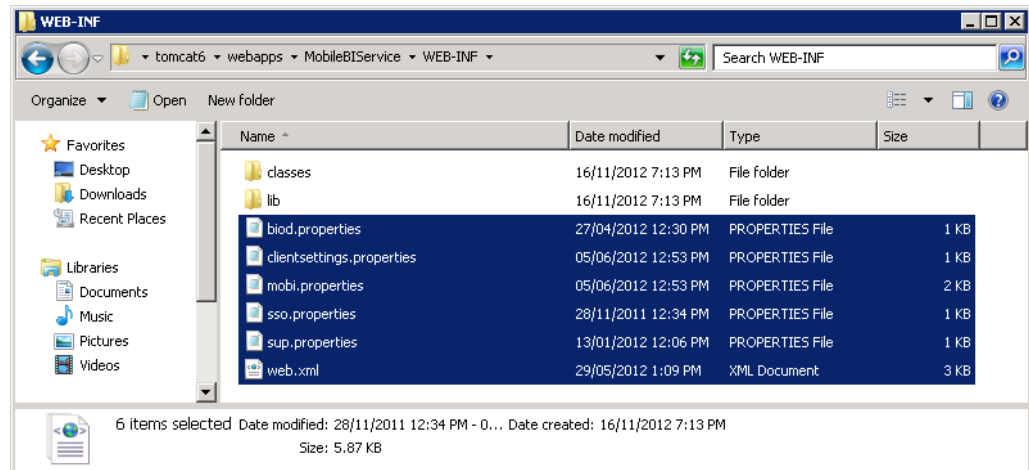 WEB-INF
tomcat6 webapps MobileBIService WEB-INF Search WEB-INF
Organize Open New folder
Name Date modified Type Size
Favorites
Desktop
Downloads
Recent Places
Libraries
Documents
Music
Pictures
Videos
classes 16/11/2012 7:13 PM File folder
lib 16/11/2012 7:13 PM File folder
biod.properties 27/04/2012 12:30 PM PROPERTIES File 1 KB
clientsettings.properties 05/06/2012 12:53 PM PROPERTIES File 1 KB
mobi.properties 05/06/2012 12:53 PM PROPERTIES File 2 KB
sso.properties 28/11/2011 12:34 PM PROPERTIES File 1 KB
sup.properties 13/01/2012 12:06 PM PROPERTIES File 1 KB
web.xml 29/05/2012 1:09 PM XML Document 3 KB
6 items selected Date modified: 28/11/2011 12:34 PM - 0... Date created: 16/11/2012 7:13 PM
Size: 5.87 KB